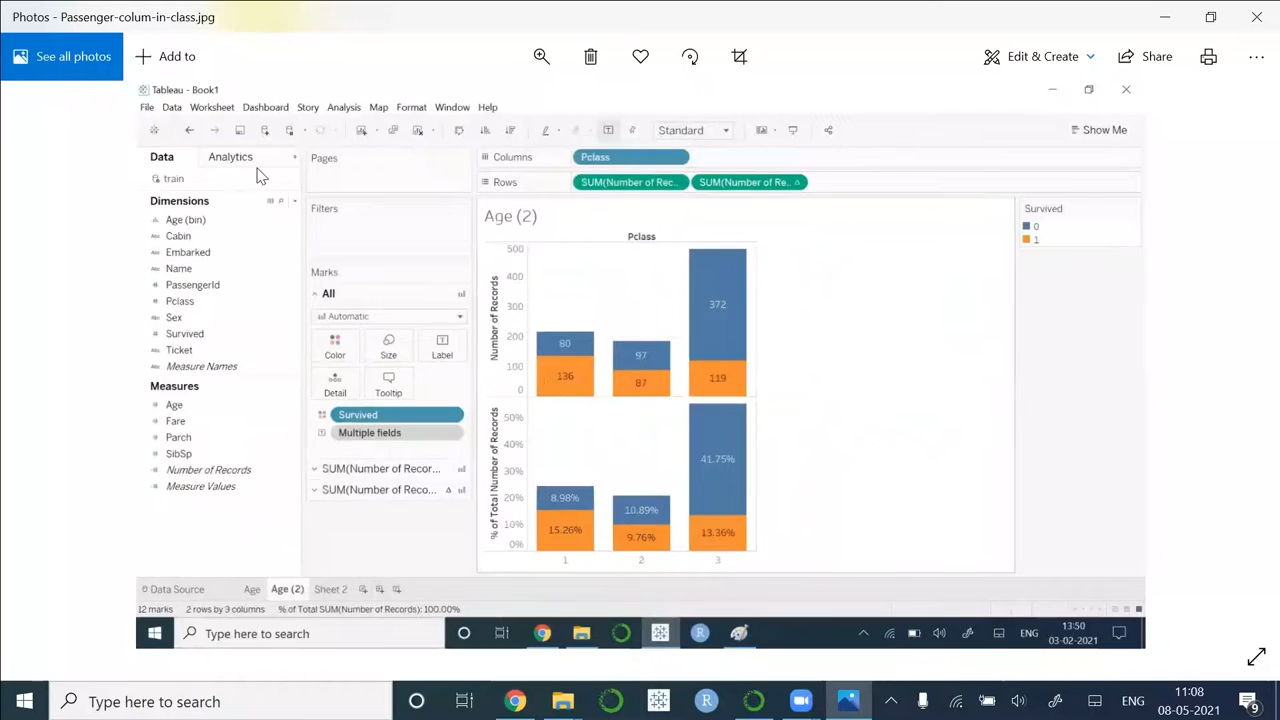 Photos - Passenger-colum-in-class.jpg
See all photos
Add to
Edit & Create
Share
Tableau - Book1
File Data Worksheet Dashboard Story Analysis Map Format Window Help
Standard
Show Me
Data Analytics
Pages
Columns Pclass
train
Rows SUM(Number of Rec.. SUM(Number of Re..
Dimensions
Filters
Age (2)
Survived
0
1
Age (bin)
Cabin
Embarked
Name
PassengerId
Pclass
Sex
Survived
Ticket
Measure Names
Measures
Age
Fare
Parch
SibSp
Number of Records
Measure Values
Marks
All
Automatic
Color Size Label
Detail Tooltip
Survived
Multiple fields
SUM(Number of Recor...
SUM(Number of Reco...
Pclass
Number of Records
500
400
300
200
100
0
80
136
97
87
372
119
% of Total Number of Records
50%
40%
30%
20%
10%
0%
8.98%
15.26%
10.89%
9.76%
41.75%
13.36%
1 2 3
Data Source Age Age (2) Sheet 2
12 marks 2 rows by 3 columns % of Total SUM(Number of Records): 100.00%
Type here to search
R
ENG
13:50
03-02-2021
Type here to search
R
ENG
11:08
08-05-2021
9